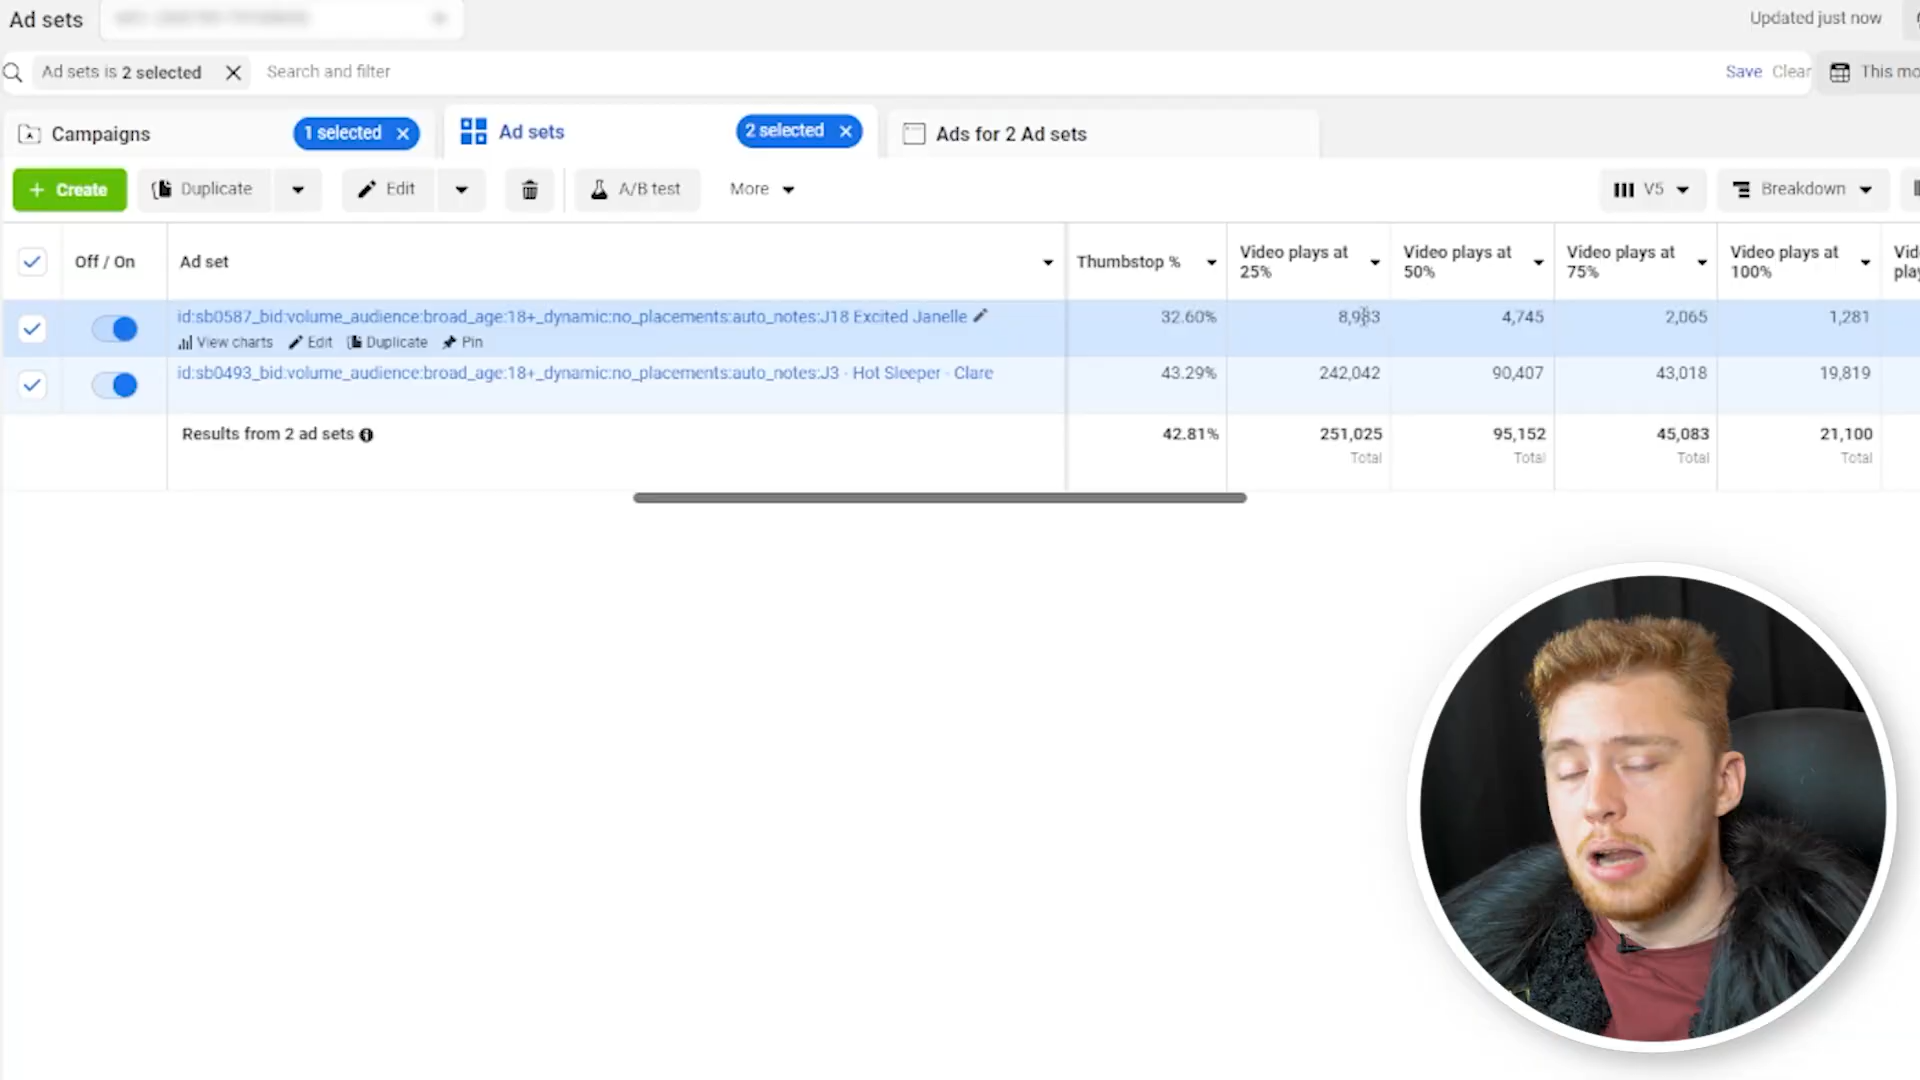 Ad sets
Updated just now
Ad sets is 2 selected
Search and filter
Save Clear
This mo
Campaigns
1 selected
Ad sets
2 selected
Ads for 2 Ad sets
+ Create
Duplicate
Edit
A/B test
More
V5
Breakdown
Off / On
Ad set
Thumbstop %
Video plays at
25%
Video plays at
50%
Video plays at
75%
Video plays at
100%
Vid
play
id:sb0587_bid:volume_audience:broad_age:18+_dynamic:no_placements:auto_notes:J18 Excited Janelle
32.60%
8,983
4,745
2,065
1,281
View charts Edit Duplicate Pin
id:sb0493_bid:volume_audience:broad_age:18+_dynamic:no_placements:auto_notes:J3 - Hot Sleeper - Clare
43.29%
242,042
90,407
43,018
19,819
Results from 2 ad sets
42.81%
251,025
95,152
45,083
21,100
Total
Total
Total
Total